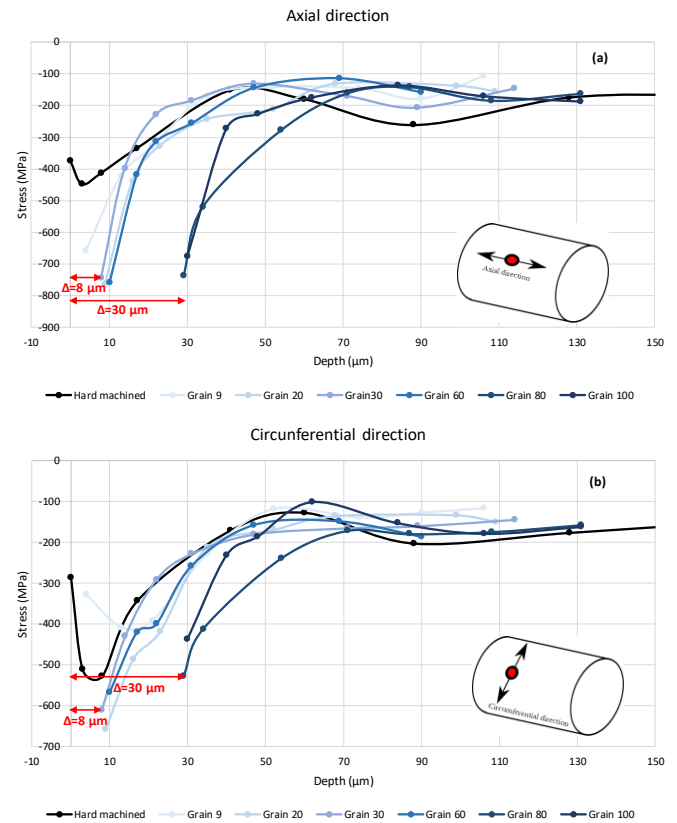 Axial direction
(a)
0
-100
-200
-300
-400
-500
-600
-700
-800
-900
Stress (MPa)
Δ=8 µm
Δ=30 µm
Axial direction
-10 10 30 50 70 90 110 130 150
Depth (µm)
Hard machined Grain 9 Grain 20 Grain30 Grain 60 Grain 80 Grain 100
Circunferential direction
(b)
0
-100
-200
-300
-400
-500
-600
-700
Stress (MPa)
Δ=30 µm
Δ=8 µm
Circunferential direction
-10 10 30 50 70 90 110 130 150
Depth (µm)
Hard machined Grain 9 Grain 20 Grain 30 Grain 60 Grain 80 Grain 100